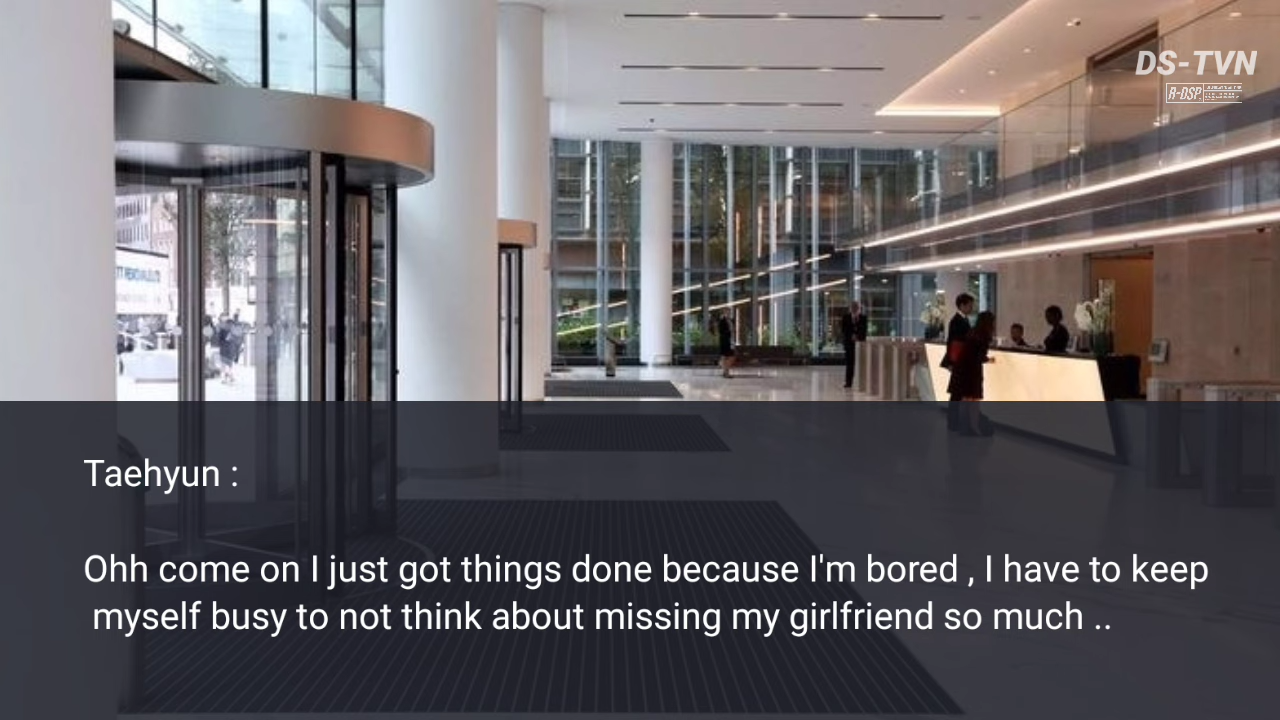 DS-TVN
R-DSP
Taehyun :
Ohh come on I just got things done because I'm bored , I have to keep
myself busy to not think about missing my girlfriend so much ..